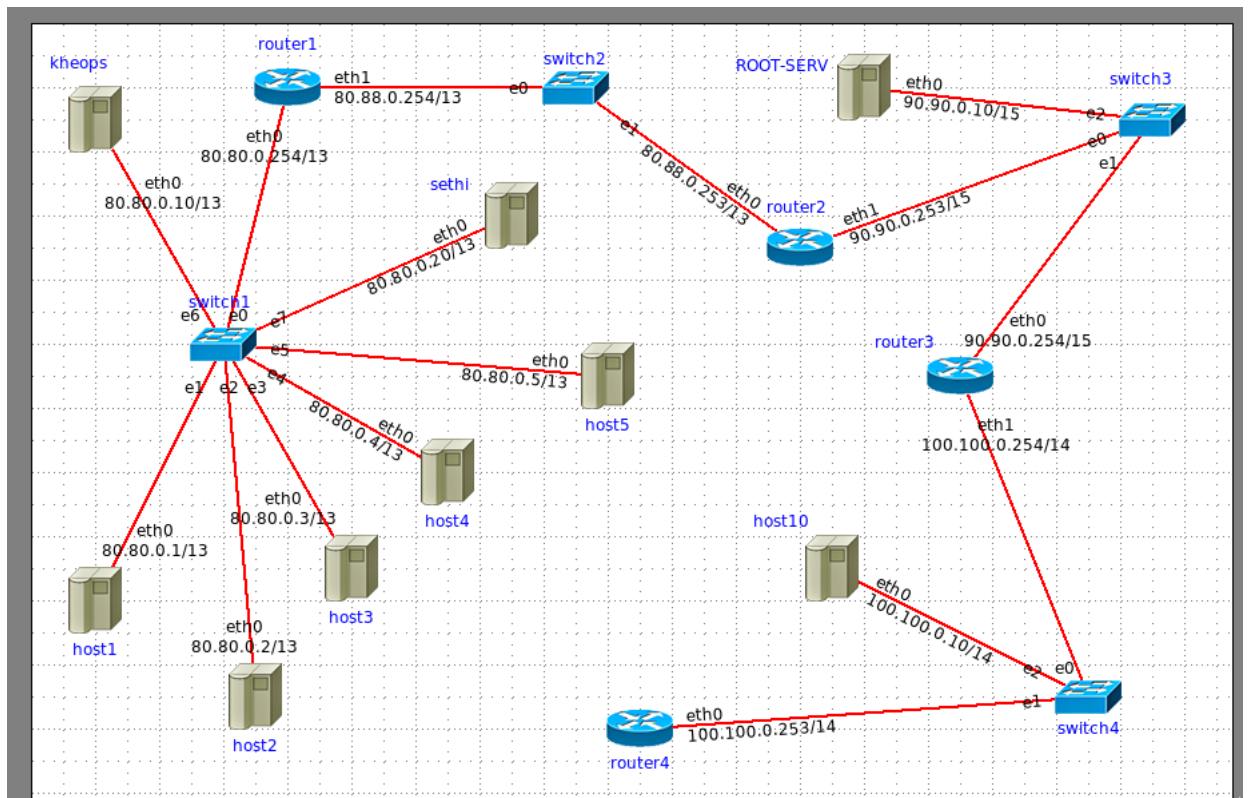 router1
kheops
switch2
ROOT-SERV
switch3
eth1
80.88.0.254/13
e0
eth0
90.90.0.10/15
e2
e0
e1
e1
80.88.0.253/13
eth0
eth0
80.80.0.254/13
eth0
80.80.0.10/13
sethi
eth0
80.80.0.20/13
router2
eth1
90.90.0.253/15
switch1
e6
e0
e7
e5
e4
e1
e2
e3
eth0
80.80.0.5/13
host5
eth0
90.90.0.254/15
router3
eth1
100.100.0.254/14
eth0
80.80.0.4/13
host4
eth0
80.80.0.3/13
host3
eth0
80.80.0.1/13
host1
eth0
80.80.0.2/13
host2
host10
eth0
100.100.0.10/14
e2
e0
e1
switch4
eth0
100.100.0.253/14
router4